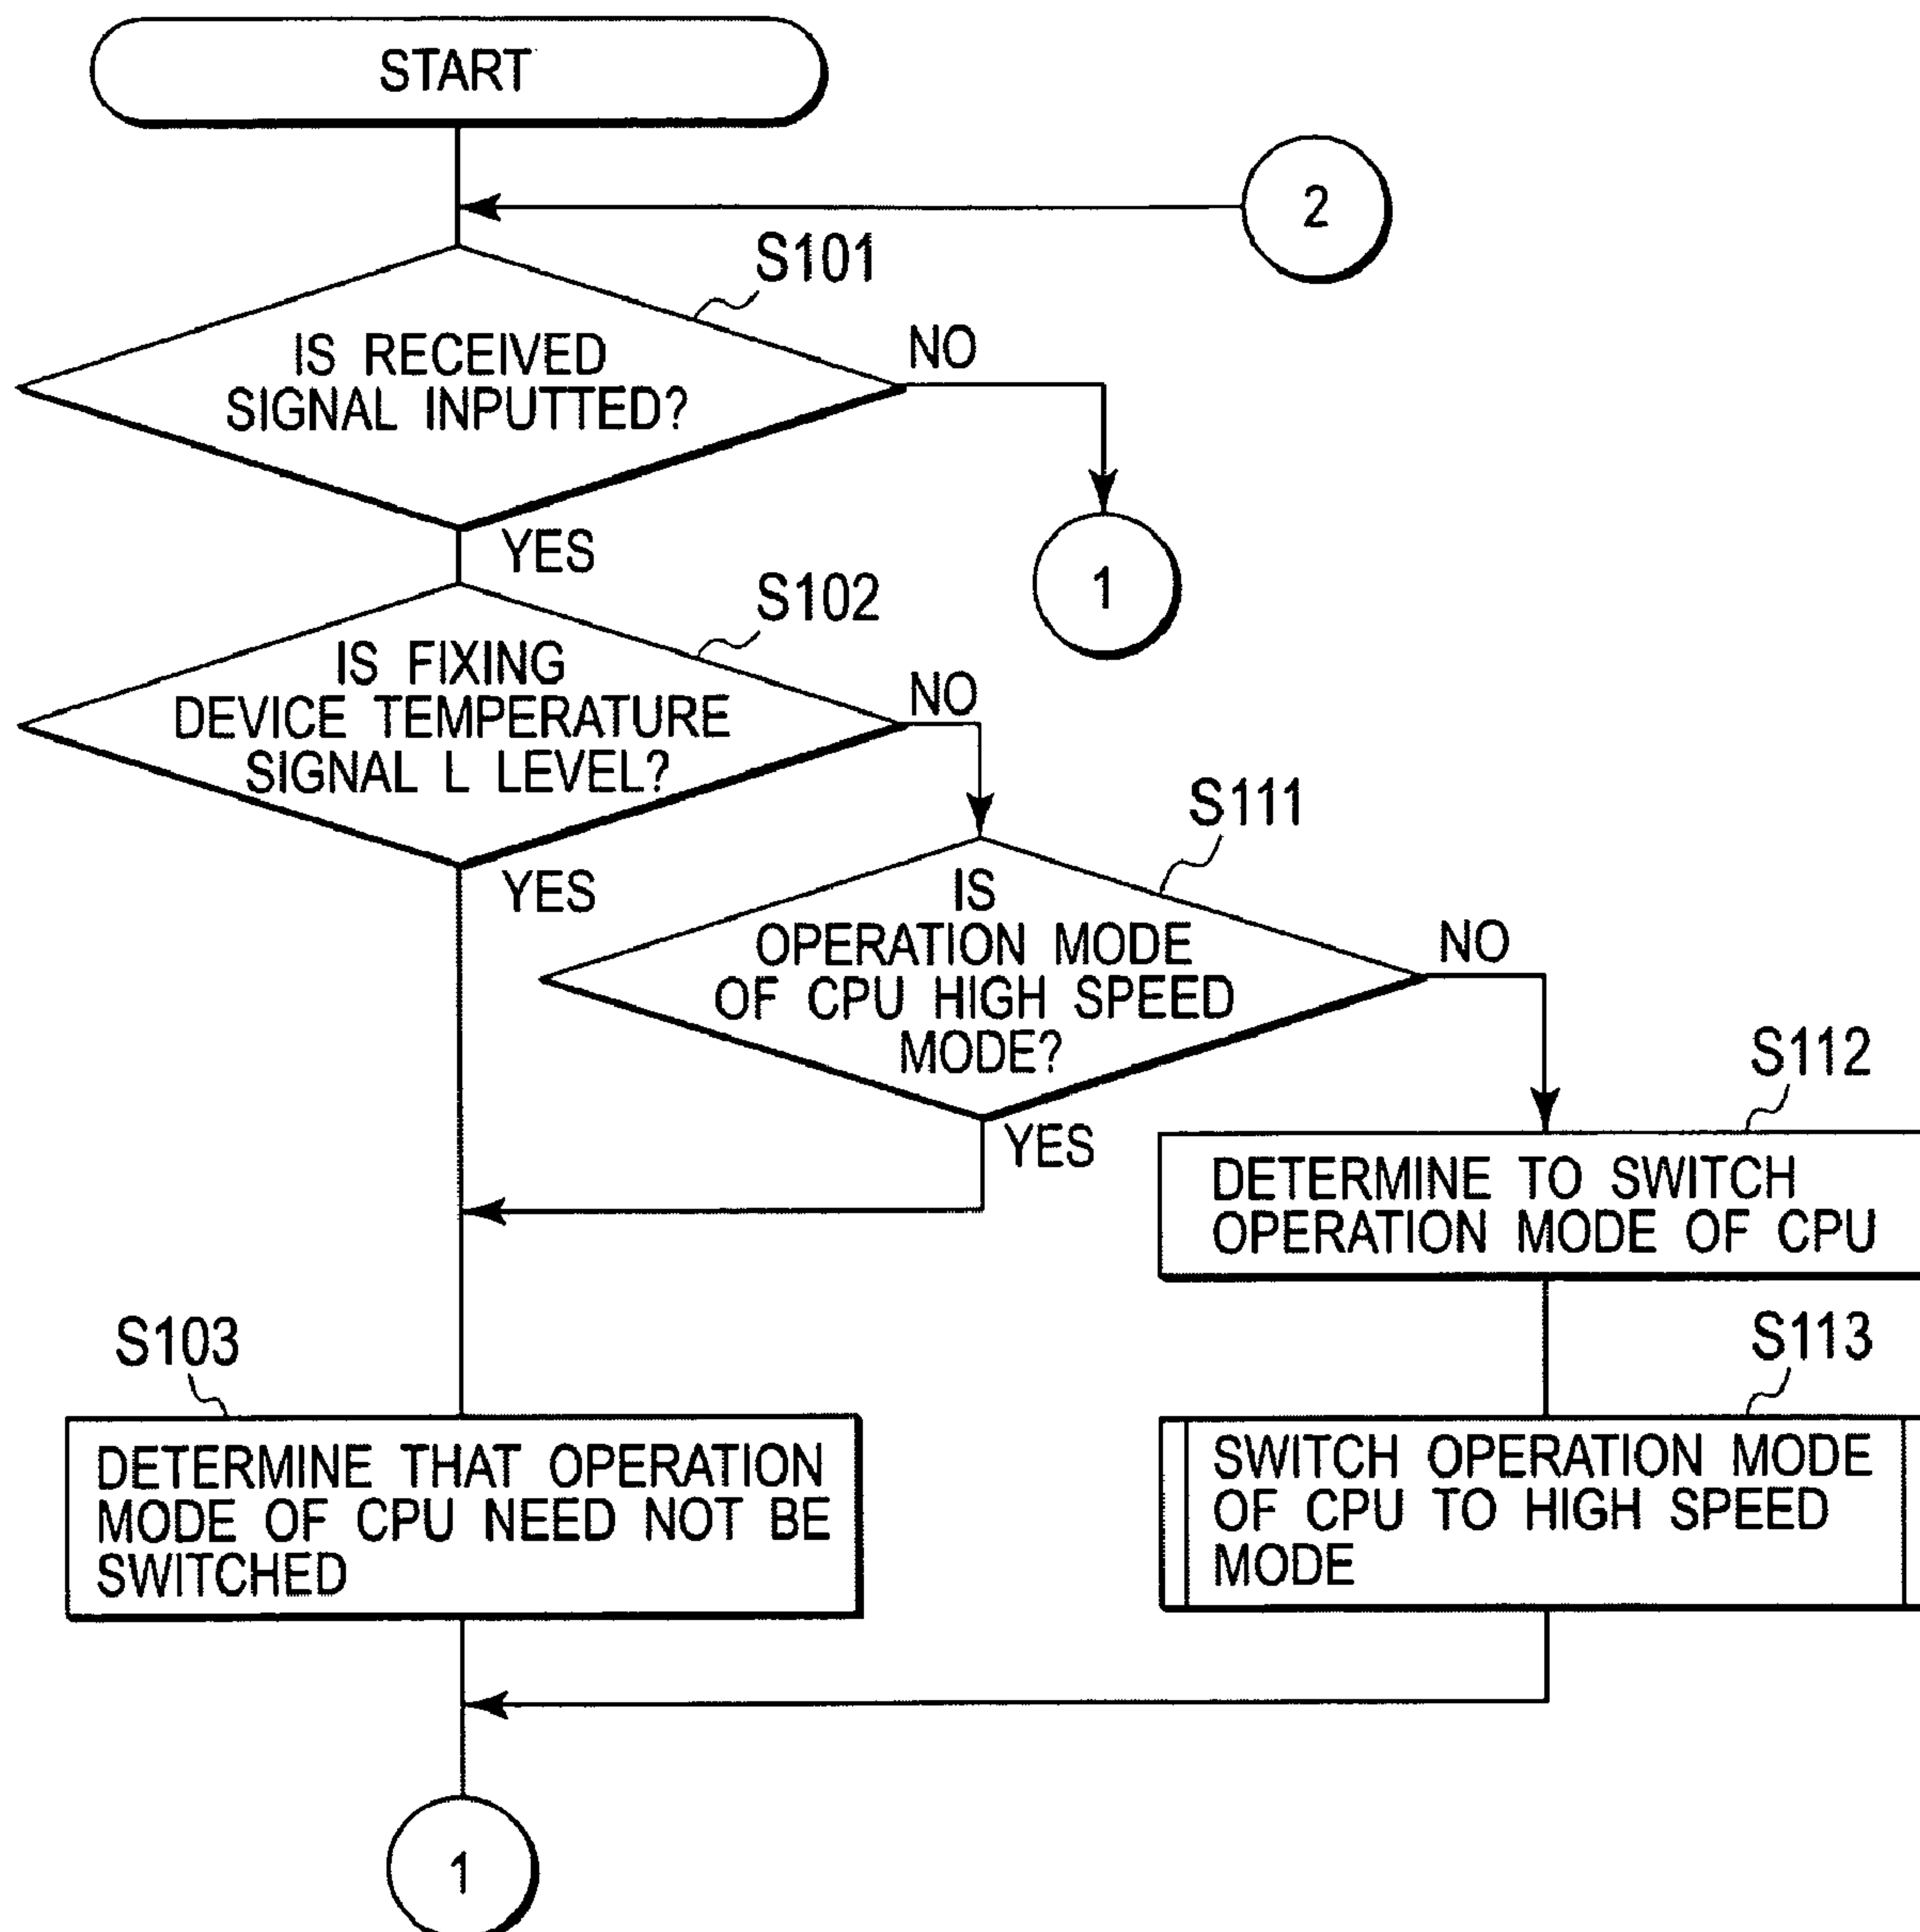 START
2
S101
IS RECEIVED
SIGNAL INPUTTED?
NO
YES
1
S102
IS FIXING
DEVICE TEMPERATURE
SIGNAL L LEVEL?
NO
YES
S111
IS
OPERATION MODE
OF CPU HIGH SPEED
MODE?
NO
YES
S112
DETERMINE TO SWITCH
OPERATION MODE OF CPU
S103
DETERMINE THAT OPERATION
MODE OF CPU NEED NOT BE
SWITCHED
S113
SWITCH OPERATION MODE
OF CPU TO HIGH SPEED
MODE
1